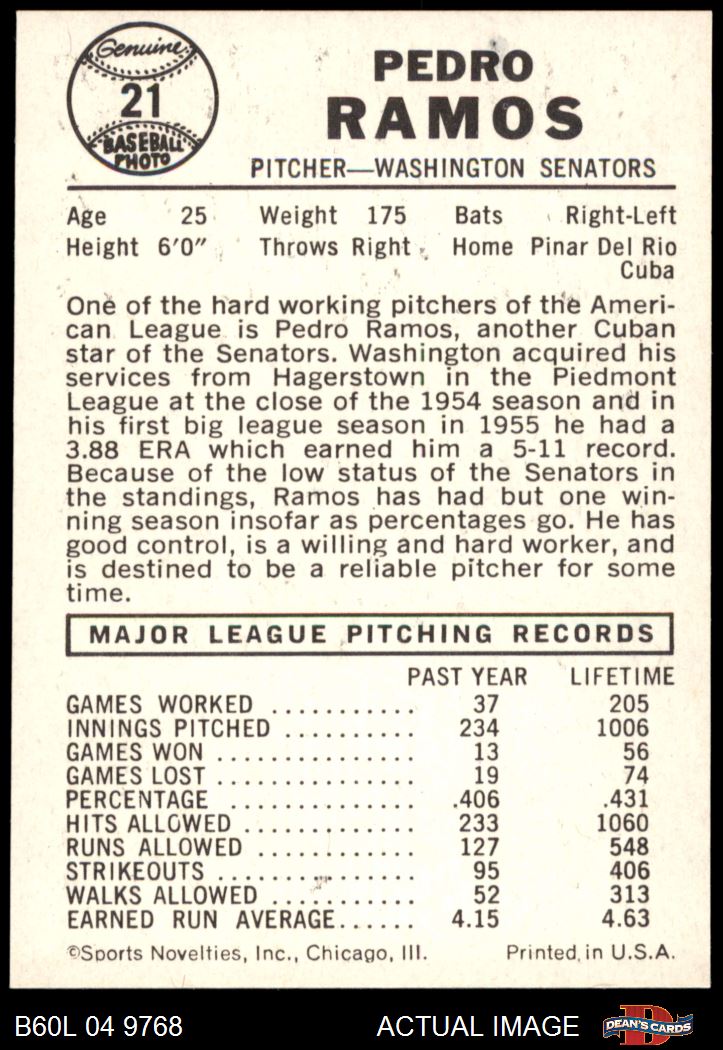 Genuine
21
BASEBALL
PHOTO
PEDRO
RAMOS
PITCHER—WASHINGTON SENATORS
Age 25 Weight 175 Bats Right-Left
Height 6'0" Throws Right Home Pinar Del Rio
Cuba
One of the hard working pitchers of the Ameri-
can League is Pedro Ramos, another Cuban
star of the Senators. Washington acquired his
services from Hagerstown in the Piedmont
League at the close of the 1954 season and in
his first big league season in 1955 he had a
3.88 ERA which earned him a 5-11 record.
Because of the low status of the Senators in
the standings, Ramos has had but one win-
ning season insofar as percentages go. He has
good control, is a willing and hard worker, and
is destined to be a reliable pitcher for some
time.
MAJOR LEAGUE PITCHING RECORDS
PAST YEAR LIFETIME
GAMES WORKED ........... 37 205
INNINGS PITCHED .......... 234 1006
GAMES WON ............... 13 56
GAMES LOST ............... 19 74
PERCENTAGE .............. .406 .431
HITS ALLOWED ............. 233 1060
RUNS ALLOWED ............ 127 548
STRIKEOUTS ............... 95 406
WALKS ALLOWED ........... 52 313
EARNED RUN AVERAGE...... 4.15 4.63
©Sports Novelties, Inc., Chicago, Ill. Printed in U.S.A.
B60L 04 9768 ACTUAL IMAGE D DEAN'S CARDS